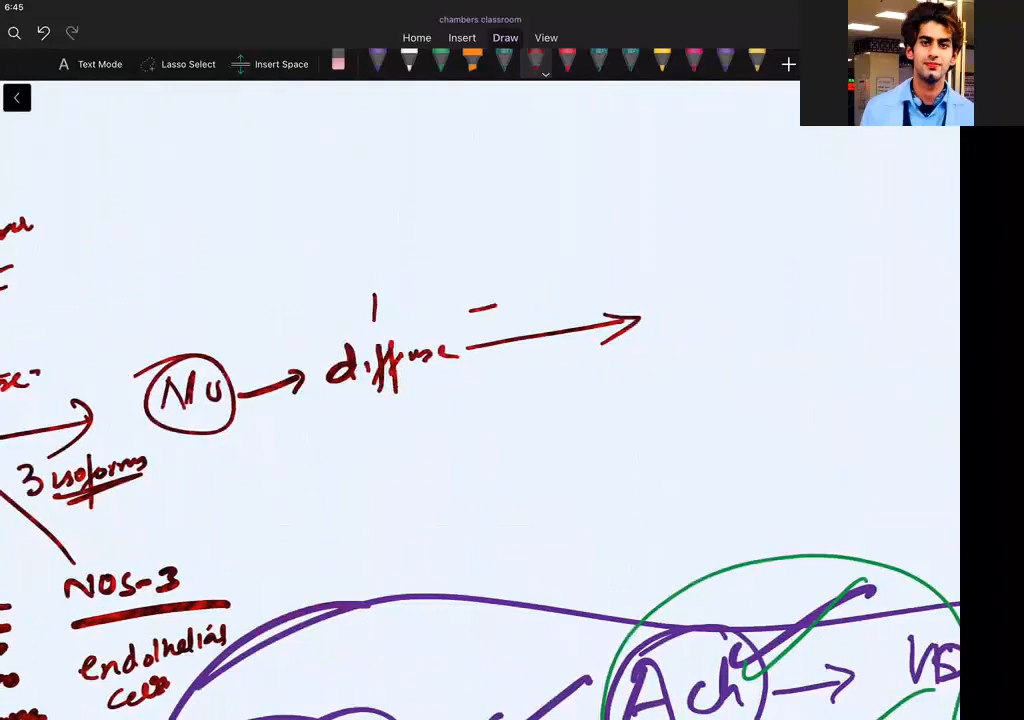 6:45
chambers classroom
Home Insert Draw View
A Text Mode Lasso Select Insert Space
NO → diffuse
3 isoforms
NOS-3
endothelial
cells
Ach